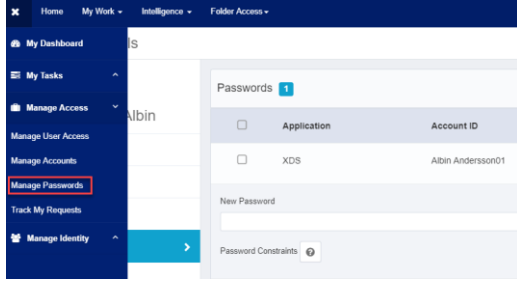 Home My Work Intelligence Folder Access
My Dashboard
ls
My Tasks
Passwords 1
Manage Access
Albin
Application Account ID
Manage User Access
Manage Accounts
XDS Albin Andersson01
Manage Passwords
New Password
Track My Requests
Manage Identity
Password Constraints ?